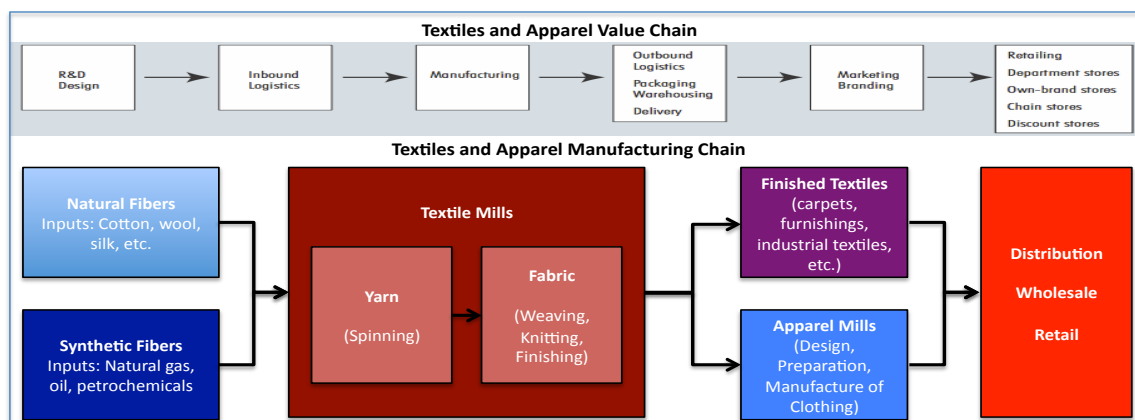 Textiles and Apparel Value Chain
R&D
Design
Inbound
Logistics
Manufacturing
Outbound
Logistics
Packaging
Warehousing
Delivery
Marketing
Branding
Retailing
Department stores
Own-brand stores
Chain stores
Discount stores
Textiles and Apparel Manufacturing Chain
Natural Fibers
Inputs: Cotton, wool,
silk, etc.
Synthetic Fibers
Inputs: Natural gas,
oil, petrochemicals
Textile Mills
Yarn
(Spinning)
Fabric
(Weaving,
Knitting,
Finishing)
Finished Textiles
(carpets,
furnishings,
industrial textiles,
etc.)
Apparel Mills
(Design,
Preparation,
Manufacture of
Clothing)
Distribution
Wholesale
Retail